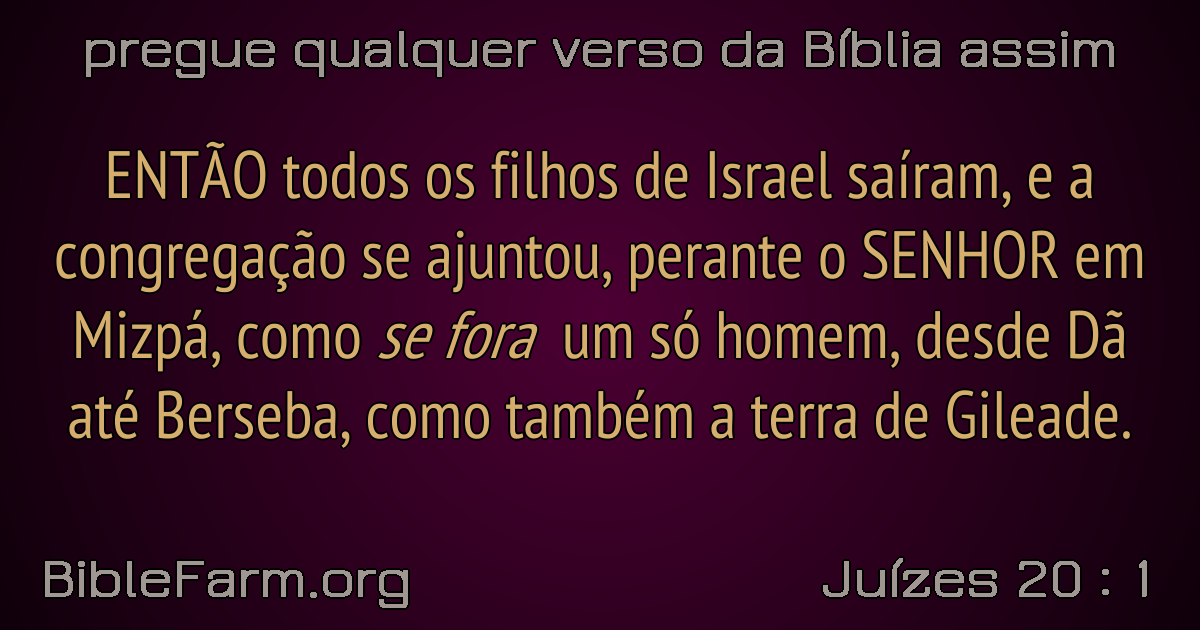 pregue qualquer verso da Bíblia assim
ENTÃO todos os filhos de Israel saíram, e a
congregação se ajuntou, perante o SENHOR em
Mizpá, como se fora um só homem, desde Dã
até Berseba, como também a terra de Gileade.
BibleFarm.org
Juízes 20 : 1